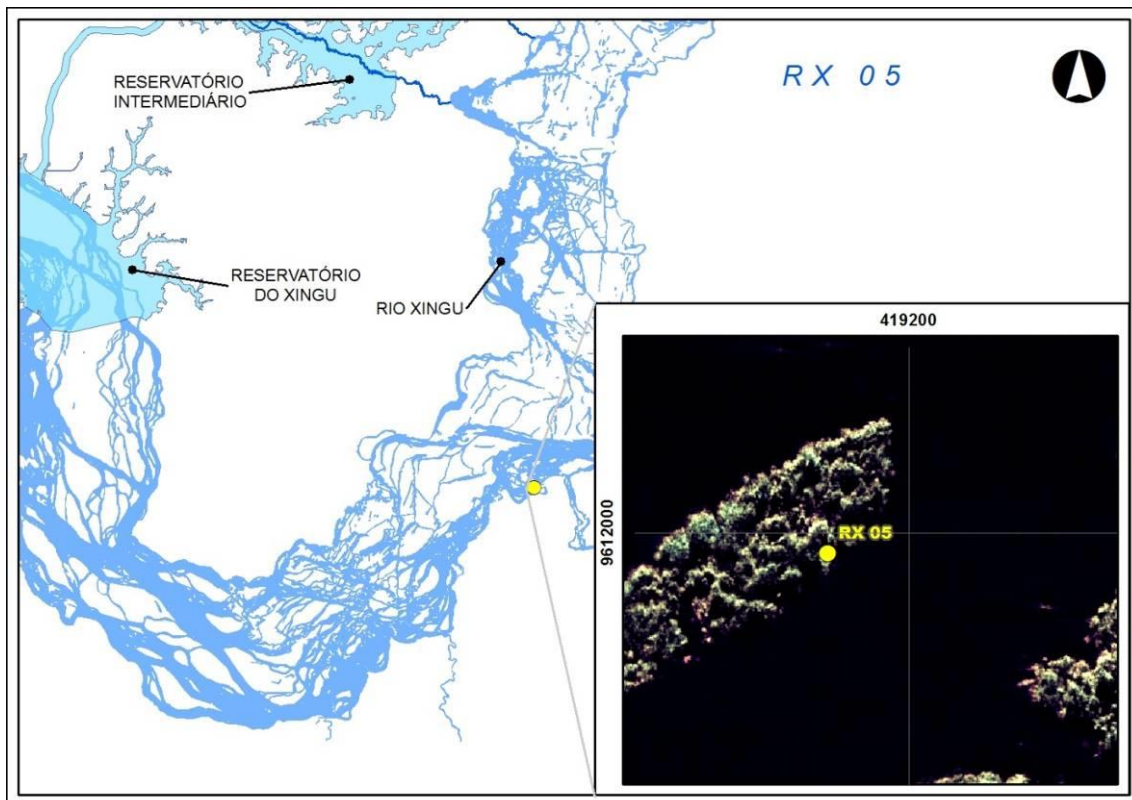 RX 05
RESERVATÓRIO
INTERMEDIÁRIO
RESERVATÓRIO
DO XINGU
RIO XINGU
419200
9612000
RX 05